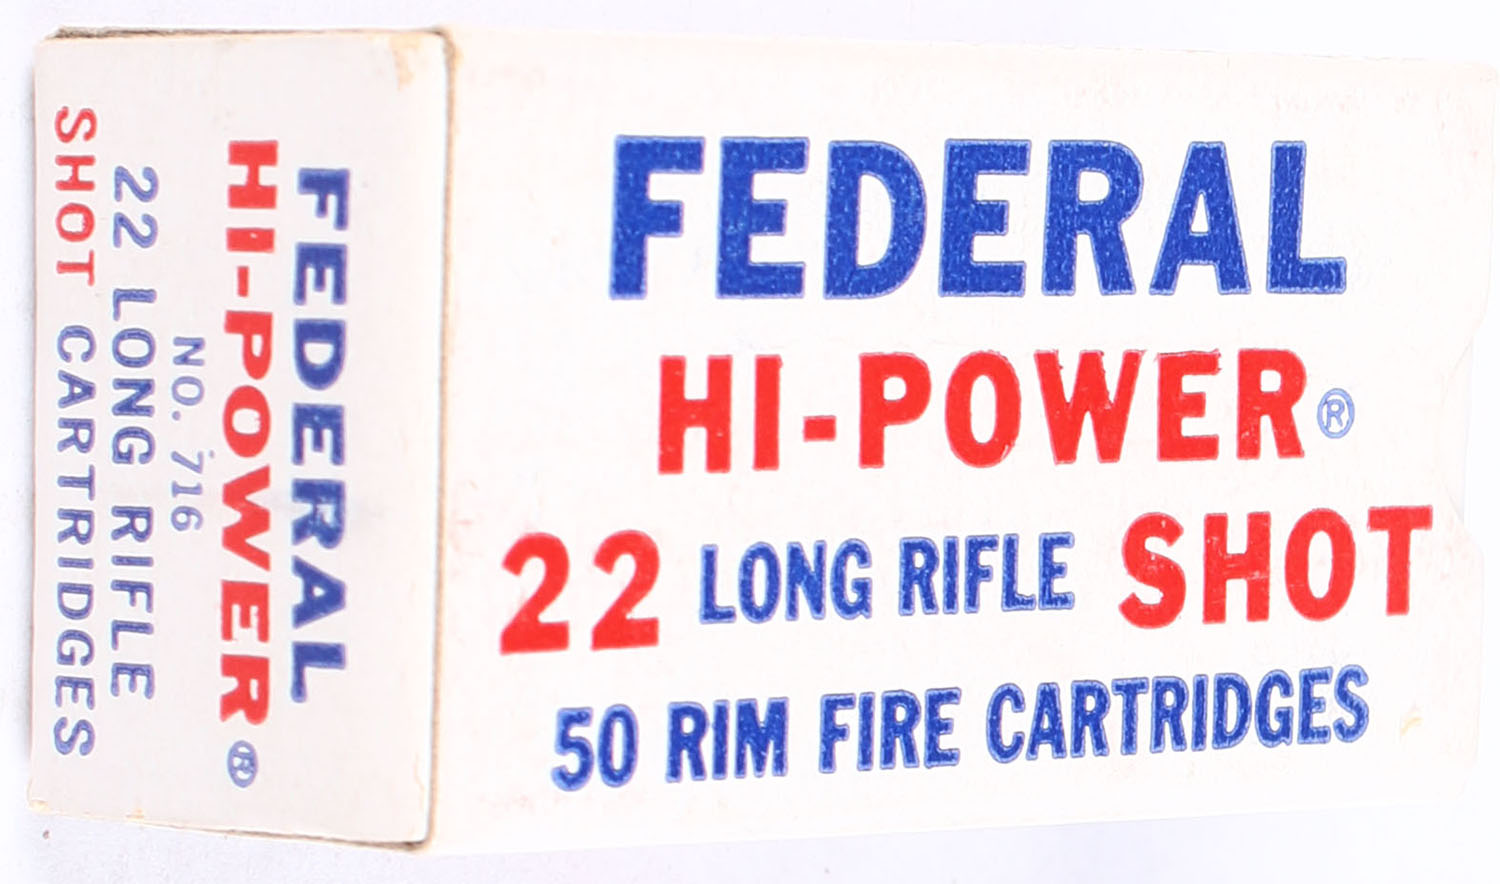 FEDERAL
HI-POWER®
22 LONG RIFLE SHOT
50 RIM FIRE CARTRIDGES
FEDERAL
HI-POWER®
NO. 716
22 LONG RIFLE
SHOT CARTRIDGES